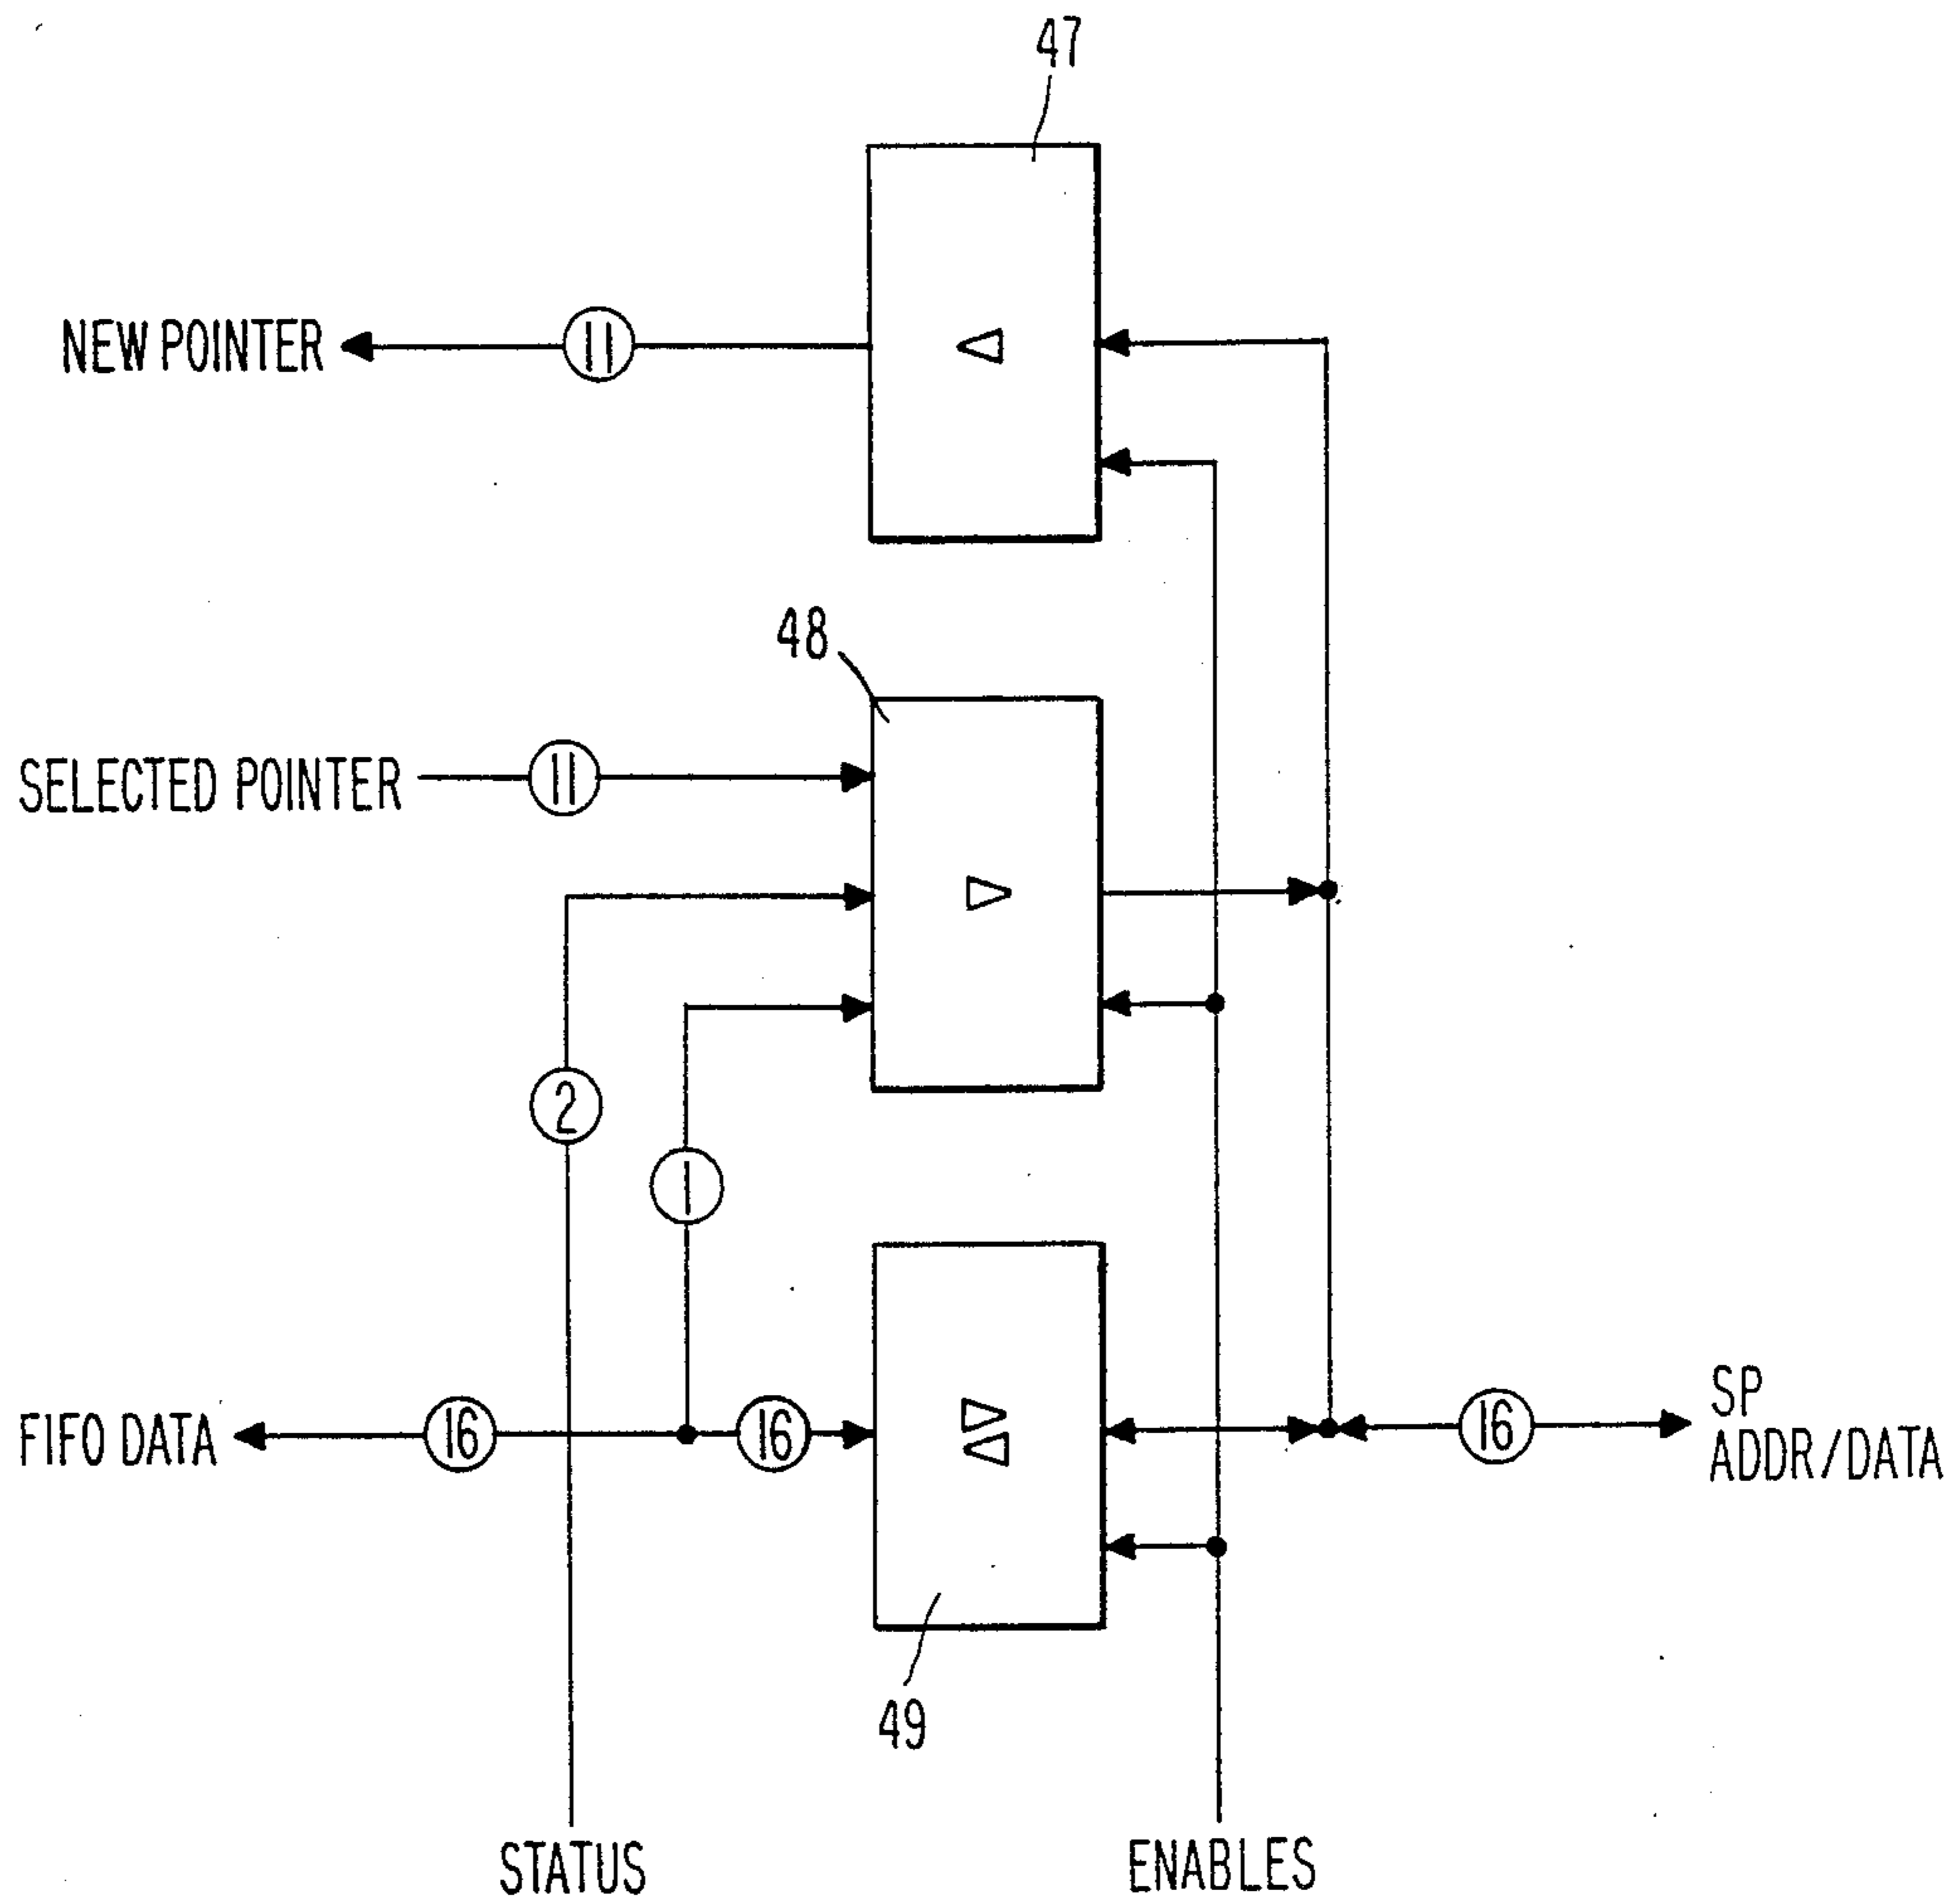 47
NEW POINTER
11
48
SELECTED POINTER
11
2
1
FIFO DATA
16
16
16
SP
ADDR/DATA
49
STATUS
ENABLES